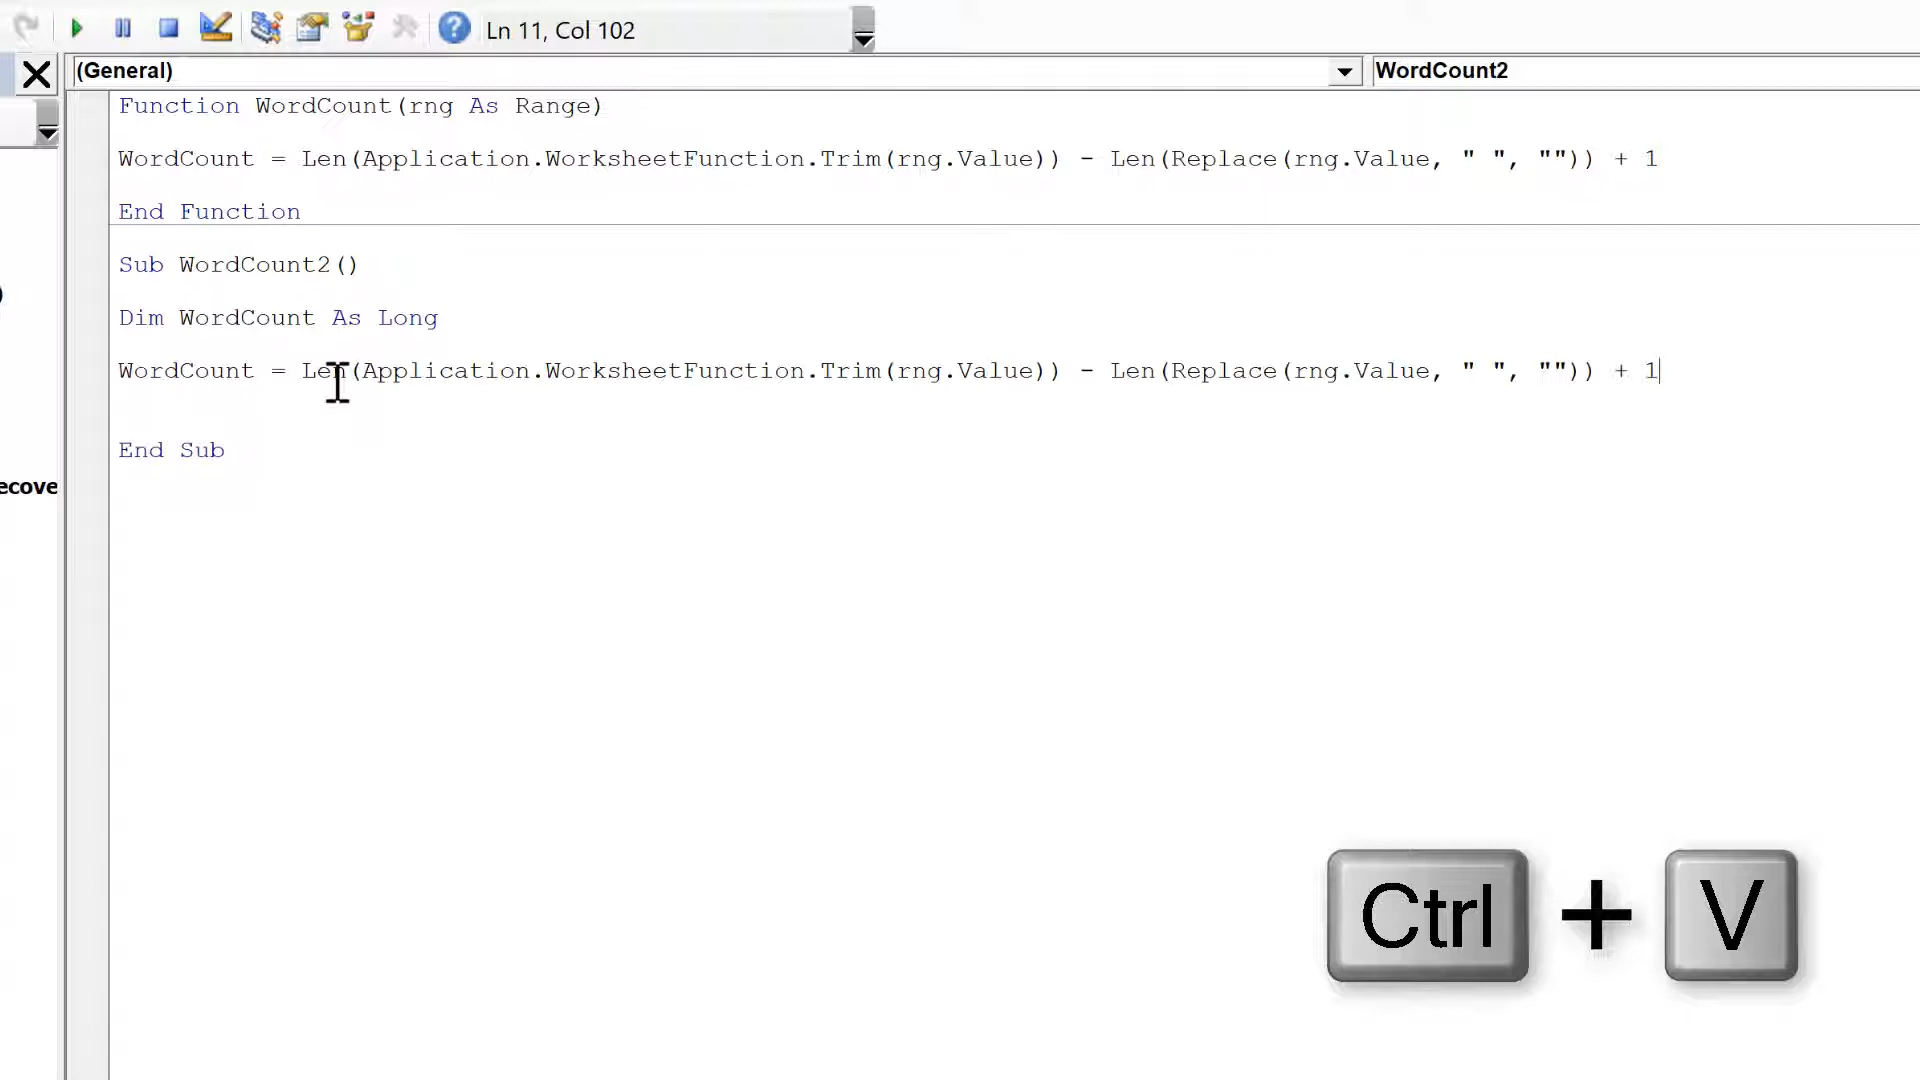 Ln 11, Col 102
(General)
WordCount2
Function WordCount(rng As Range)
WordCount = Len(Application.WorksheetFunction.Trim(rng.Value)) - Len(Replace(rng.Value, " ", "")) + 1
End Function
Sub WordCount2()
Dim WordCount As Long
WordCount = Len(Application.WorksheetFunction.Trim(rng.Value)) - Len(Replace(rng.Value, " ", "")) + 1
End Sub
ecove
Ctrl + V